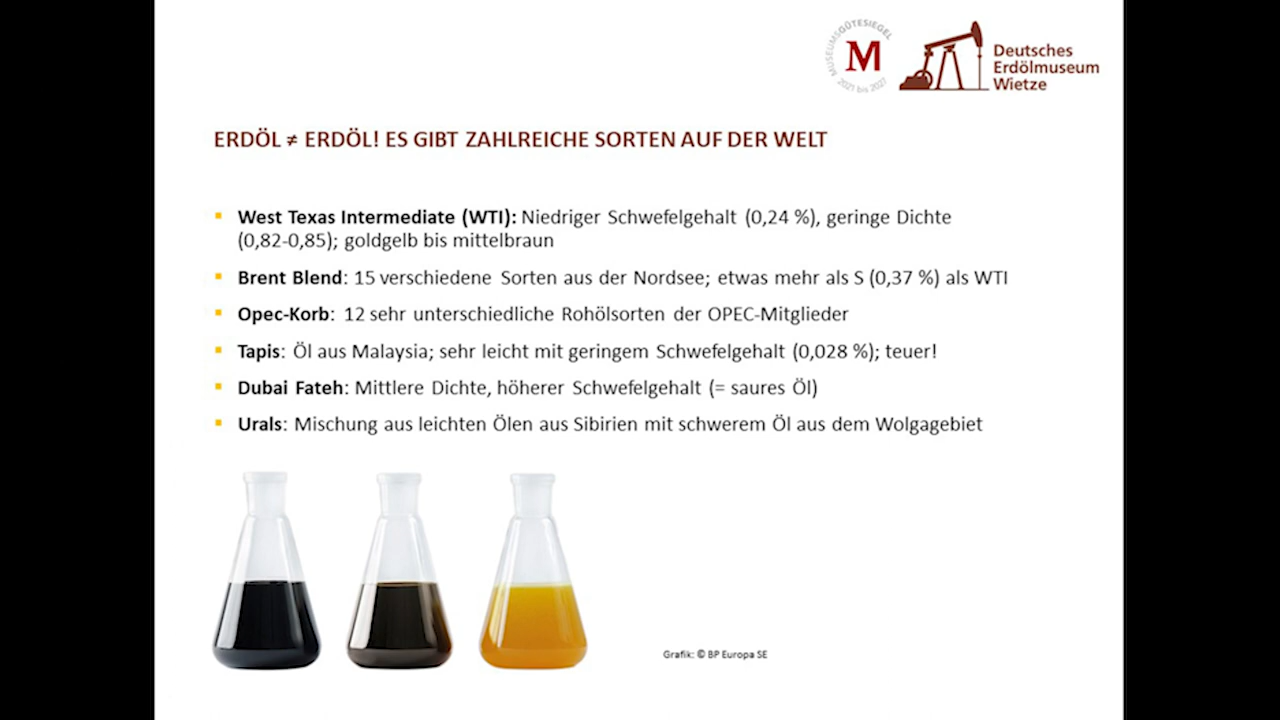 MUSEUMSGÜTESIEGEL
M
2021 bis 2027
Deutsches
Erdölmuseum
Wietze
ERDÖL ≠ ERDÖL! ES GIBT ZAHLREICHE SORTEN AUF DER WELT
West Texas Intermediate (WTI): Niedriger Schwefelgehalt (0,24 %), geringe Dichte
(0,82-0,85); goldgelb bis mittelbraun
Brent Blend: 15 verschiedene Sorten aus der Nordsee; etwas mehr als S (0,37 %) als WTI
Opec-Korb: 12 sehr unterschiedliche Rohölsorten der OPEC-Mitglieder
Tapis: Öl aus Malaysia; sehr leicht mit geringem Schwefelgehalt (0,028 %); teuer!
Dubai Fateh: Mittlere Dichte, höherer Schwefelgehalt (= saures Öl)
Urals: Mischung aus leichten Ölen aus Sibirien mit schwerem Öl aus dem Wolgagebiet
Grafik: © BP Europa SE